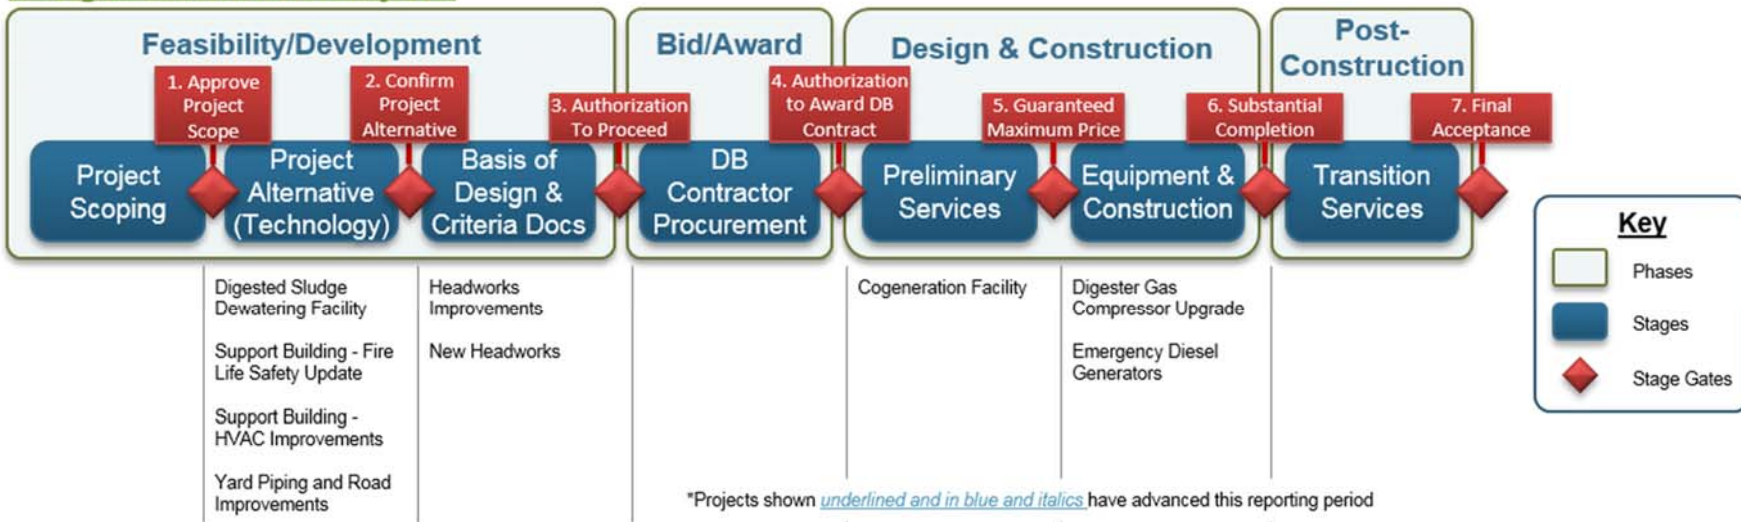 Feasibility/Development
Bid/Award
Design & Construction
Post-
Construction
1. Approve
Project
Scope
2. Confirm
Project
Alternative
3. Authorization
To Proceed
4. Authorization
to Award DB
Contract
5. Guaranteed
Maximum Price
6. Substantial
Completion
7. Final
Acceptance
Project
Scoping
Project
Alternative
(Technology)
Basis of
Design &
Criteria Docs
DB
Contractor
Procurement
Preliminary
Services
Equipment &
Construction
Transition
Services
Key
Phases
Stages
Stage Gates
Digested Sludge
Dewatering Facility
Support Building - Fire
Life Safety Update
Support Building -
HVAC Improvements
Yard Piping and Road
Improvements
Headworks
Improvements
New Headworks
Cogeneration Facility
Digester Gas
Compressor Upgrade
Emergency Diesel
Generators
*Projects shown underlined and in blue and italics have advanced this reporting period